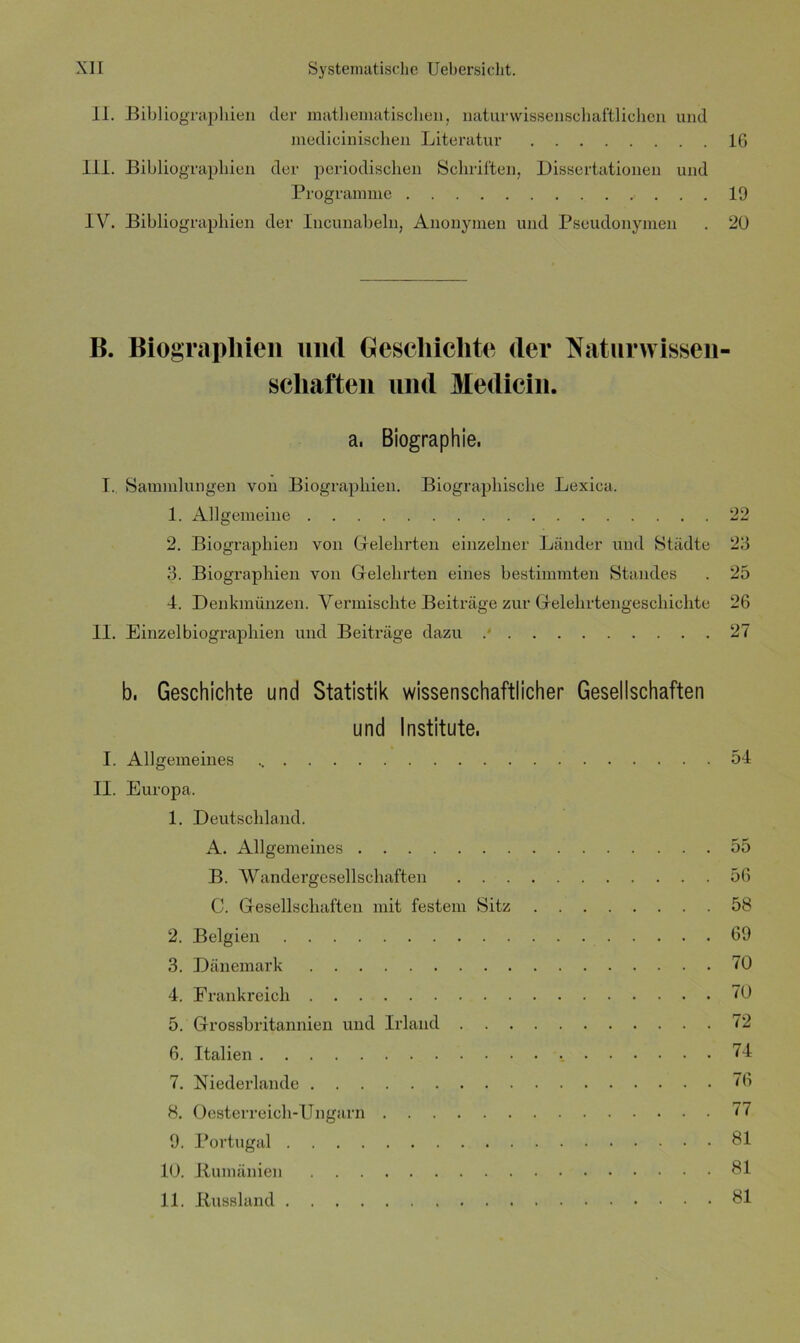 XII Systematische Uebersicht.
II. Bibliographien der mathematischen, naturwissenschaftlichen und
medicinischen Literatur . . . . . . . . 16
III. Bibliographien der periodischen Schriften, Dissertationen und
Programme . . . . . . . . . . . . . 19
IV. Bibliographien der Incunabeln, Anonymen und Pseudonymen . 20
B. Biographien und Geschichte der Naturwissen-
schaften und Medicin.
a. Biographie.
I. Sammlungen von Biographien. Biographische Lexica.
1. Allgemeine . . . . . . . . . . . . . . . . . 22
2. Biographien von Gelehrten einzelner Länder und Städte 23
3. Biographien von Gelehrten eines bestimmten Standes . 25
4. Denkmünzen. Vermischte Beiträge zur Gelehrtengeschichte 26
II. Einzelbiographien und Beiträge dazu . . . . . . . . . . 27
b. Geschichte und Statistik wissenschaftlicher Gesellschaften
und Institute.
I. Allgemeines . . . . . . . . . . . . . . . . . . . 54
II. Europa.
1. Deutschland.
A. Allgemeines . . . . . . . . . . . . . . . 55
B. Wandergesellschaften . . . . . . . . . . . 56
C. Gesellschaften mit festem Sitz . . . . . . . . 58
2. Belgien . . . . . . . . . . . . . . . . . . 69
3. Dänemark . . . . . . . . . . . . . . . . . 70
4. Frankreich . . . . . . . . . . . . . . . . . 70
5. Grossbritannien und Irland . . . . . . . . . . . 72
6. Italien . . . . . . . . . . . . . . . . . . . 74
7. Niederlande . . . . . . . . . . . . . . . . . 76
8. Oesterreich-Ungarn . . . . . . . . . . . . . . 77
9. Portugal . . . . . . . . . . . . . . . . . . 81
10. Rumänien . . . . . . . . . . . . . . . . . 81
11. Russland . . . . . . . . . . . . . . . . . . 81